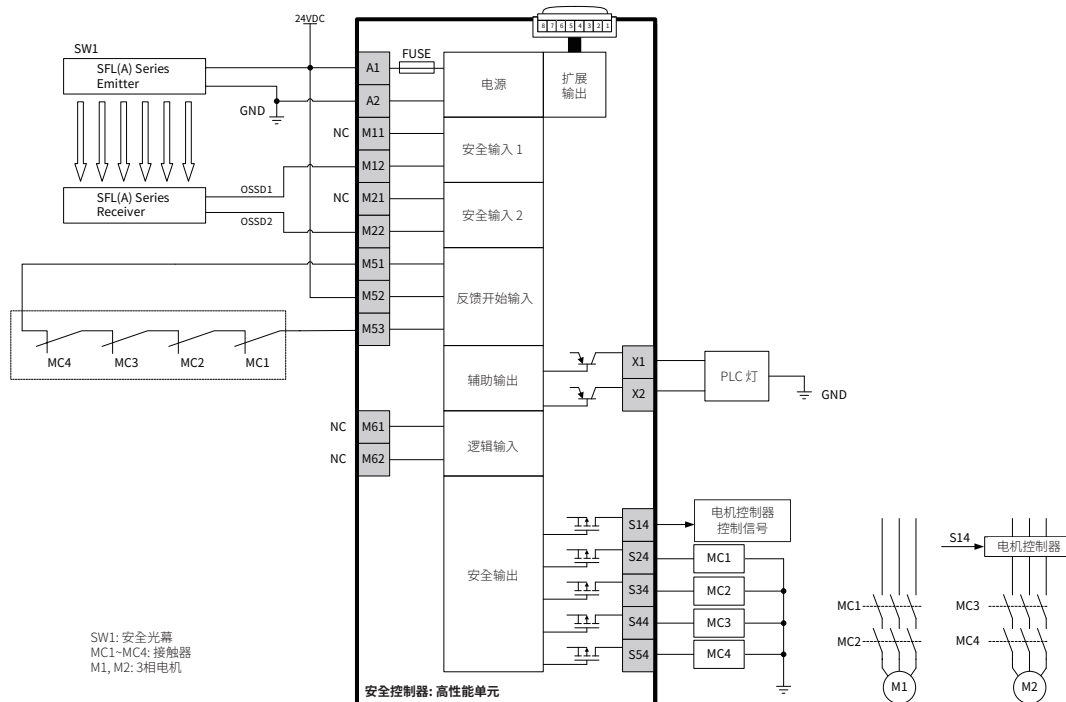 24VDC
8 7 6 5 4 3 2 1
SW1
SFL(A) Series
Emitter
GND
SFL(A) Series
Receiver
OSSD1
OSSD2
NC
NC
MC4
MC3
MC2
MC1
NC
NC
A1
A2
M11
M12
M21
M22
M51
M52
M53
M61
M62
FUSE
电源
扩展
输出
安全输入 1
安全输入 2
反馈开始输入
辅助输出
逻辑输入
安全输出
X1
X2
PLC 灯
GND
S14
S24
S34
S44
S54
电机控制器
控制信号
MC1
MC2
MC3
MC4
MC1
MC2
M1
S14
电机控制器
MC3
MC4
M2
SW1: 安全光幕
MC1~MC4: 接触器
M1, M2: 3相电机
安全控制器: 高性能单元